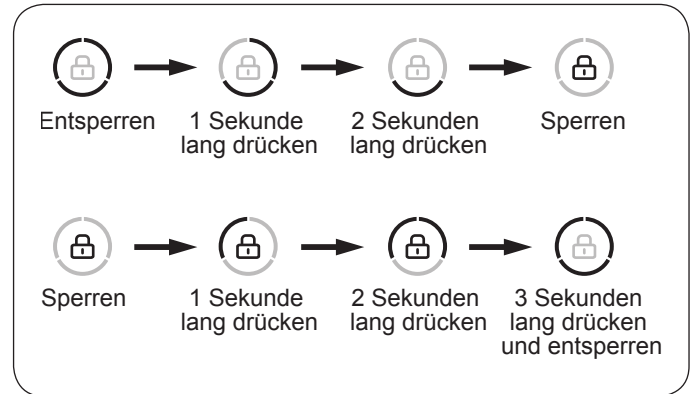 Entsperren
1 Sekunde
lang drücken
2 Sekunden
lang drücken
Sperren
Sperren
1 Sekunde
lang drücken
2 Sekunden
lang drücken
3 Sekunden
lang drücken
und entsperren